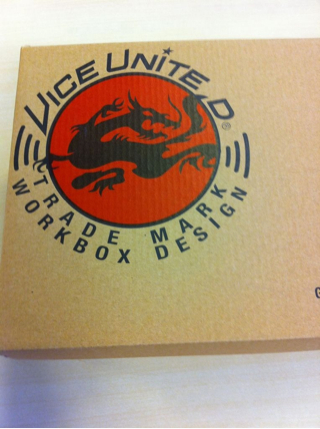 VICE UNITED®
TRADE MARK
WORKBOX DESIGN
G